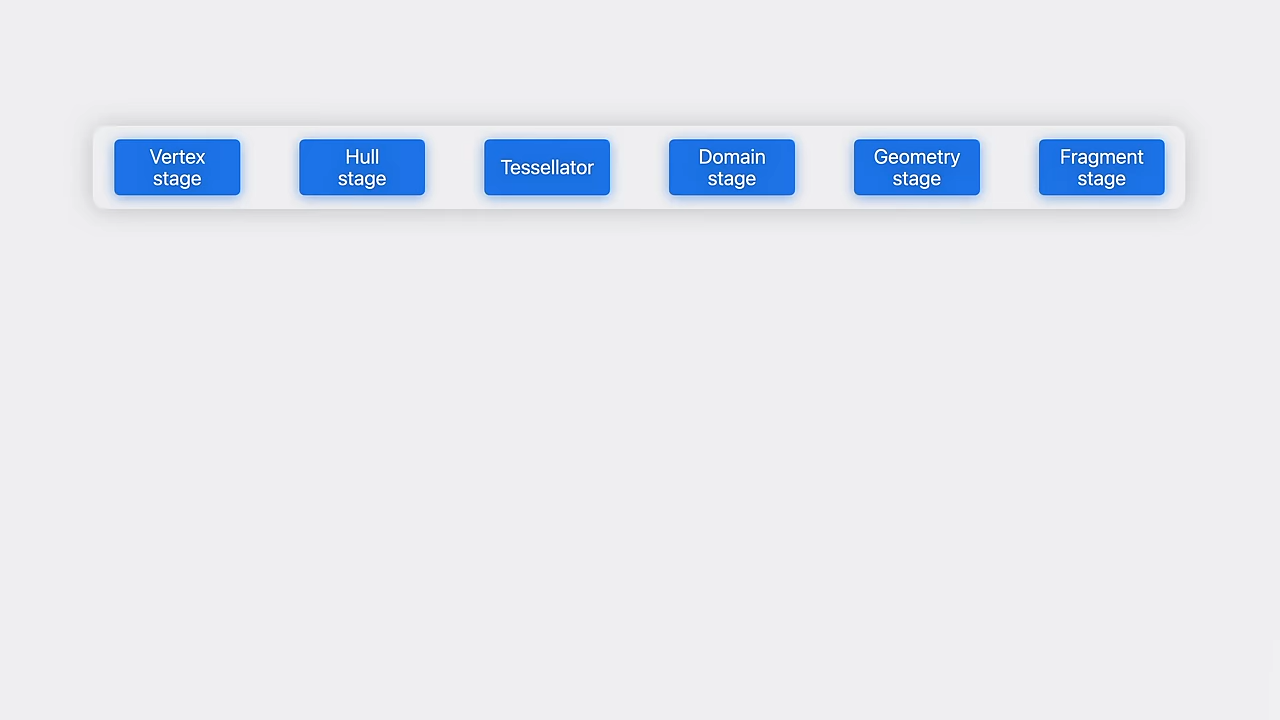 Vertex
stage
Hull
stage
Tessellator
Domain
stage
Geometry
stage
Fragment
stage